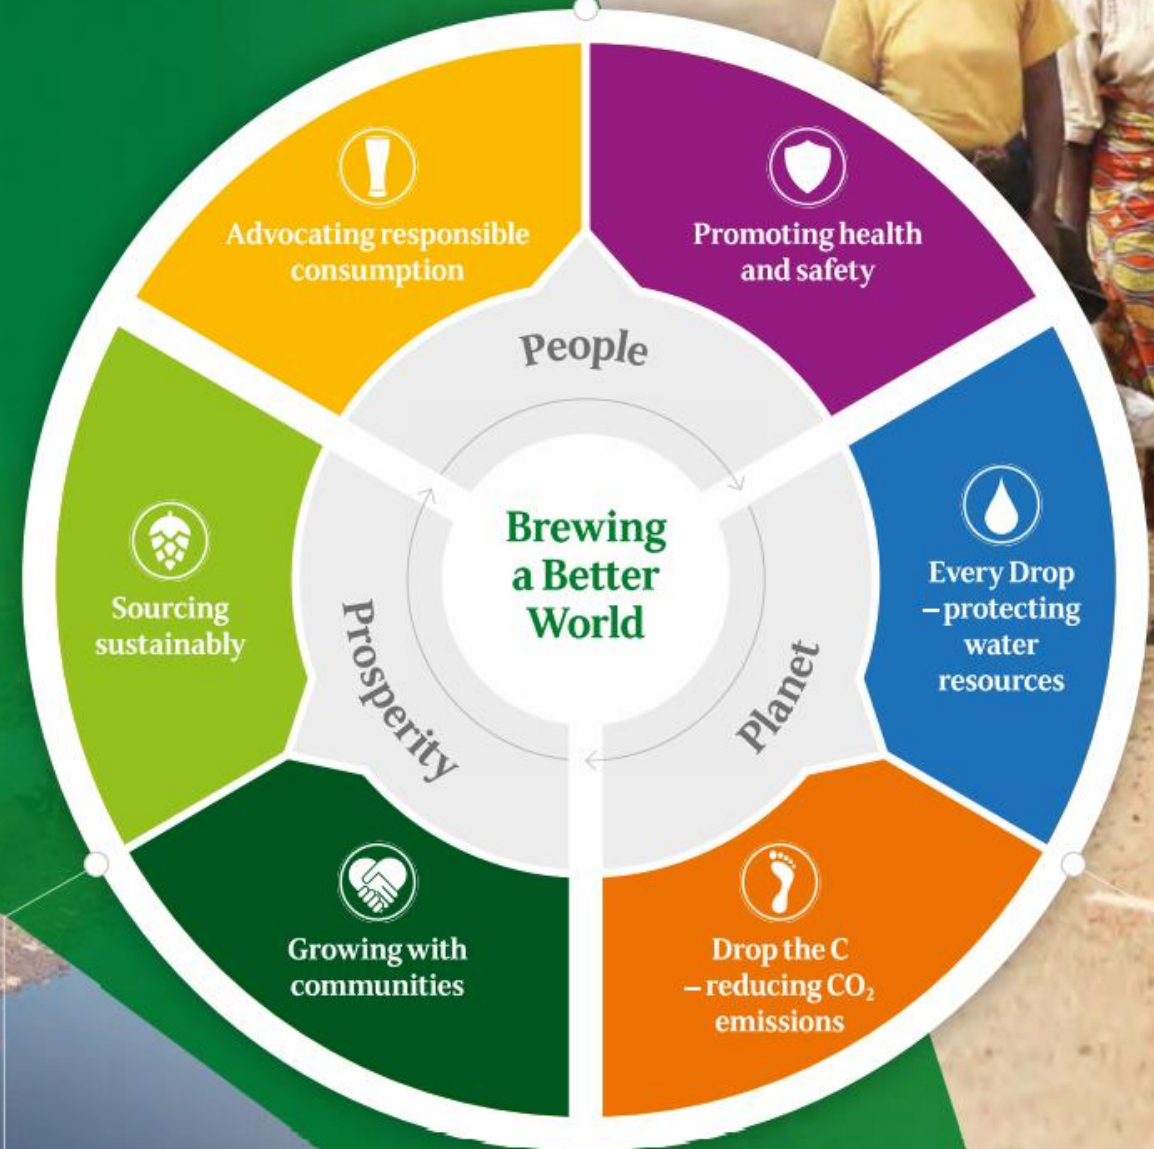 Advocating responsible
consumption
Promoting health
and safety
People
Brewing
a Better
World
Every Drop
–protecting
water
resources
Sourcing
sustainably
Prosperity
Planet
Growing with
communities
Drop the C
–reducing CO₂
emissions